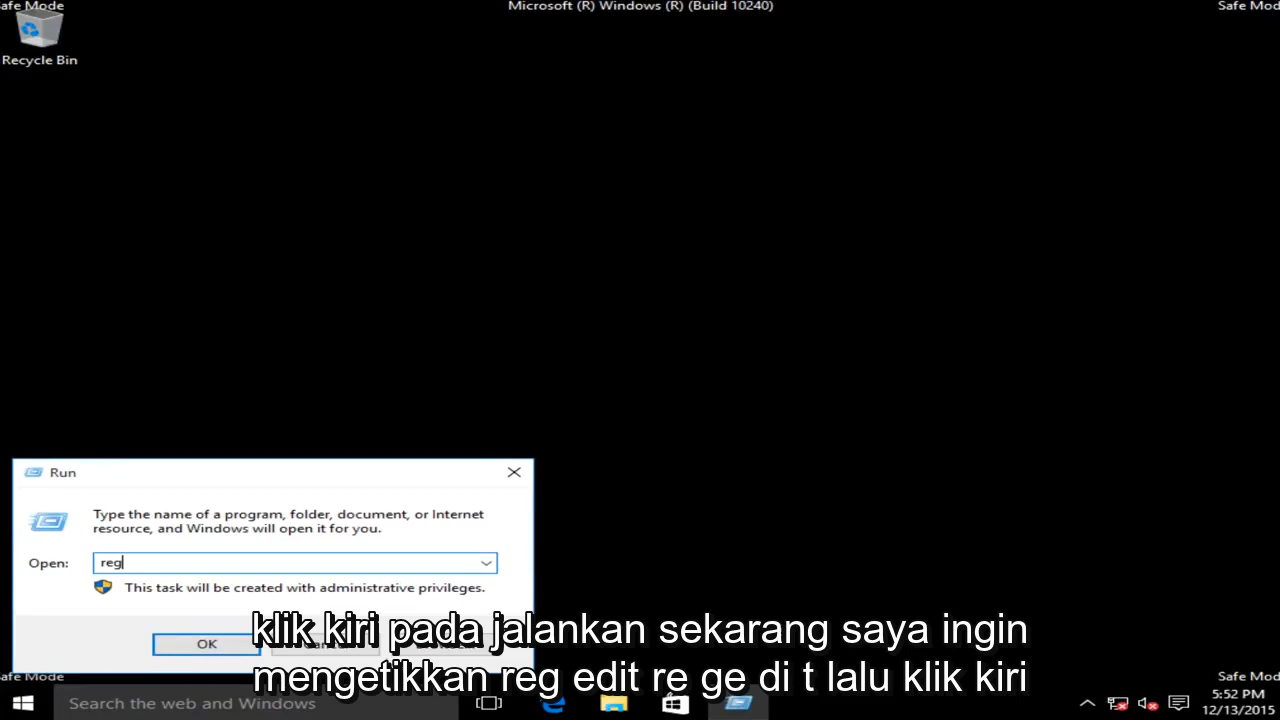 afe Mode
Microsoft (R) Windows (R) (Build 10240)
Safe Mod
Recycle Bin
Run
Type the name of a program, folder, document, or Internet
resource, and Windows will open it for you.
Open:
reg
This task will be created with administrative privileges.
OK
klik kiri pada jalankan sekarang saya ingin
mengetikkan reg edit re ge di t lalu klik kiri
afe Mode
Safe Mod
Search the web and Windows
5:52 PM
12/13/2015